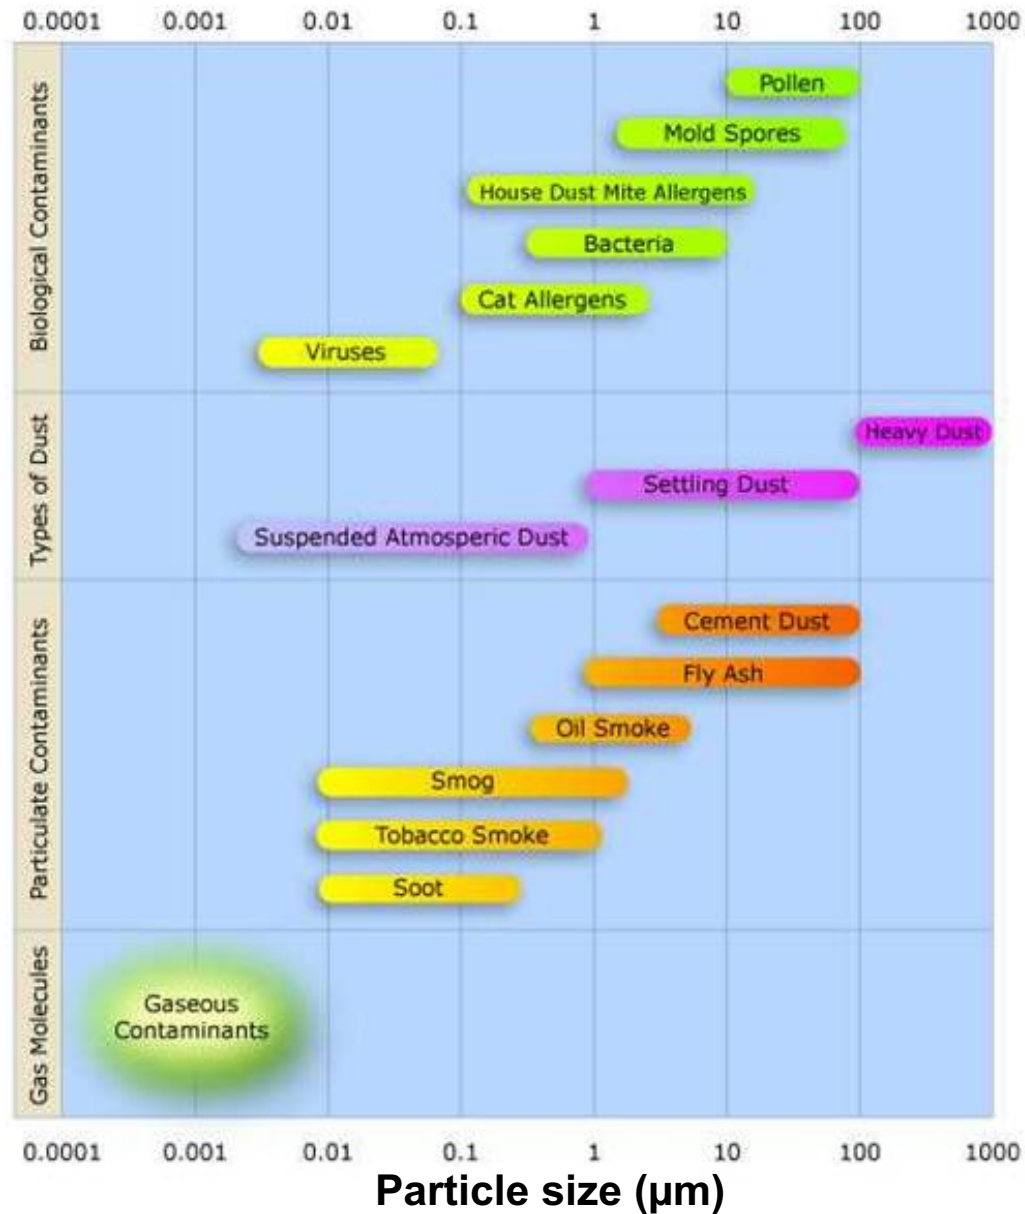 0.0001 0.001 0.01 0.1 1 10 100 1000
Biological Contaminants
Pollen
Mold Spores
House Dust Mite Allergens
Bacteria
Cat Allergens
Viruses
Types of Dust
Heavy Dust
Settling Dust
Suspended Atmosperic Dust
Particulate Contaminants
Cement Dust
Fly Ash
Oil Smoke
Smog
Tobacco Smoke
Soot
Gas Molecules
Gaseous
Contaminants
0.0001 0.001 0.01 0.1 1 10 100 1000
Particle size (µm)